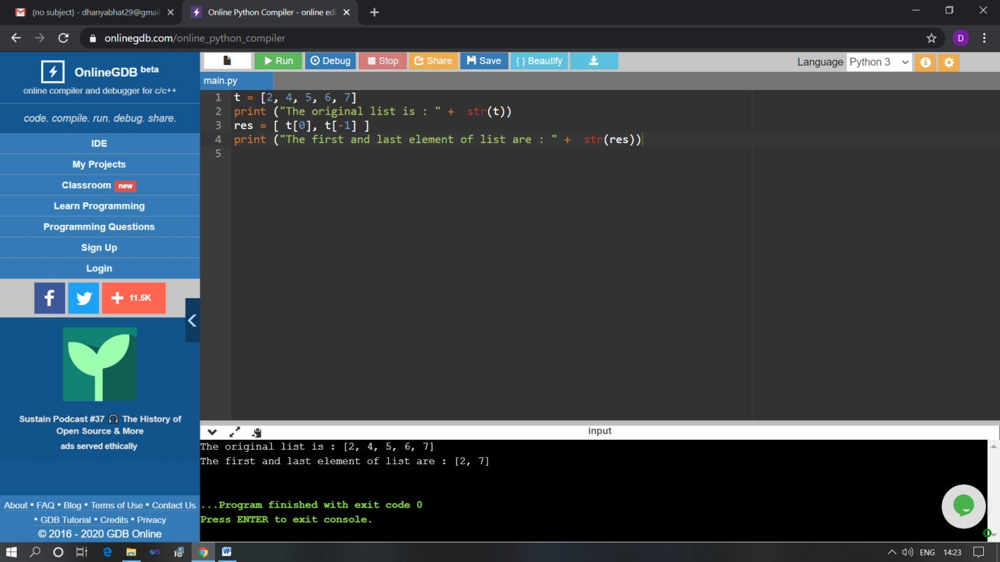 (no subject) - dhanyabhat29@gmail
Online Python Compiler - online edi
onlinegdb.com/online_python_compiler
D
OnlineGDB beta
online compiler and debugger for c/c++
code. compile. run. debug. share.
IDE
My Projects
Classroom new
Learn Programming
Programming Questions
Sign Up
Login
f
11.5K
Sustain Podcast #37 🎧 The History of
Open Source & More
ads served ethically
About • FAQ • Blog • Terms of Use • Contact Us
• GDB Tutorial • Credits • Privacy
© 2016 - 2020 GDB Online
Run Debug Stop Share Save { } Beautify
Language Python 3
main.py
1 t = [2, 4, 5, 6, 7]
2 print ("The original list is : " +  str(t))
3 res = [ t[0], t[-1] ]
4 print ("The first and last element of list are : " +  str(res))
5
input
The original list is : [2, 4, 5, 6, 7]
The first and last element of list are : [2, 7]
...Program finished with exit code 0
Press ENTER to exit console.
ENG 14:23